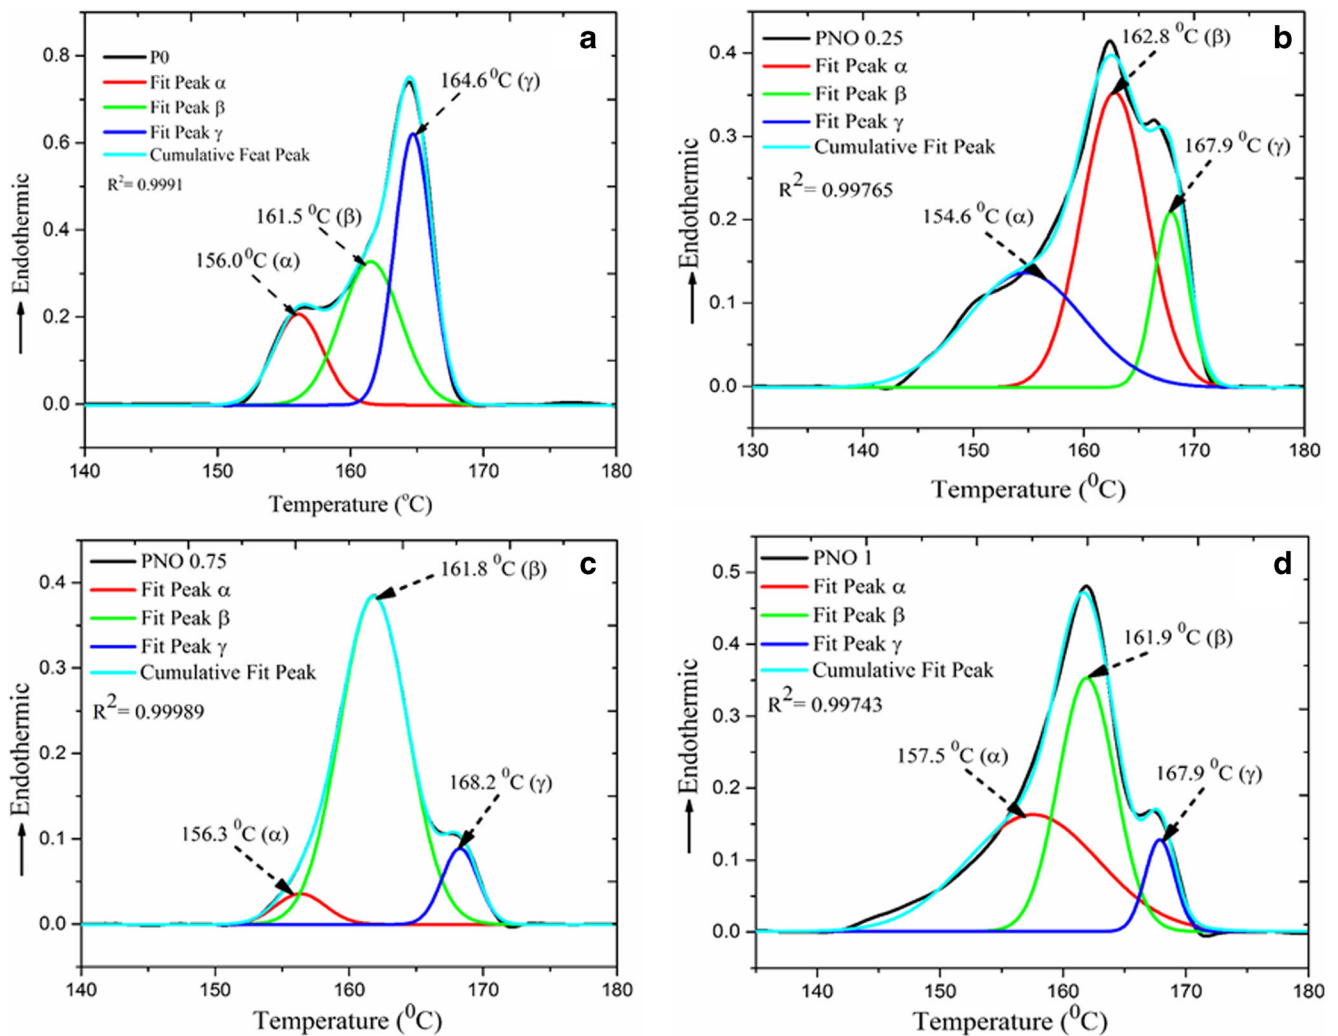 a
P0
Fit Peak α
Fit Peak β
Fit Peak γ
Cumulative Feat Peak
R²= 0.9991
164.6 ⁰C (γ)
161.5 ⁰C (β)
156.0⁰C (α)
Endothermic
0.8
0.6
0.4
0.2
0.0
140 150 160 170 180
Temperature (°C)
b
PNO 0.25
Fit Peak α
Fit Peak β
Fit Peak γ
Cumulative Fit Peak
R²= 0.99765
162.8 ⁰C (β)
167.9 ⁰C (γ)
154.6 ⁰C (α)
Endothermic
0.4
0.3
0.2
0.1
0.0
130 140 150 160 170 180
Temperature (⁰C)
c
PNO 0.75
Fit Peak α
Fit Peak β
Fit Peak γ
Cumulative Fit Peak
R²= 0.99989
161.8 ⁰C (β)
168.2 ⁰C (γ)
156.3 ⁰C (α)
Endothermic
0.4
0.3
0.2
0.1
0.0
140 150 160 170 180
Temperature (⁰C)
d
PNO 1
Fit Peak α
Fit Peak β
Fit Peak γ
Cumulative Fit Peak
R²= 0.99743
161.9 ⁰C (β)
157.5 ⁰C (α)
167.9 ⁰C (γ)
Endothermic
0.5
0.4
0.3
0.2
0.1
0.0
140 150 160 170 180
Temperature (⁰C)